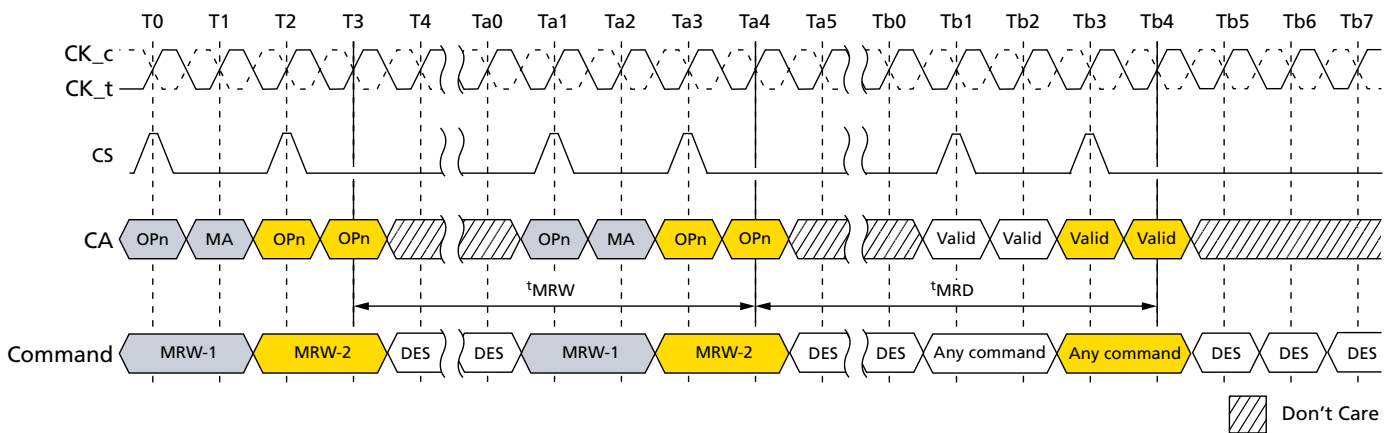 T0 T1 T2 T3 T4 Ta0 Ta1 Ta2 Ta3 Ta4 Ta5 Tb0 Tb1 Tb2 Tb3 Tb4 Tb5 Tb6 Tb7
CK_c
CK_t
CS
CA OPn MA OPn OPn OPn MA OPn OPn Valid Valid Valid Valid
tMRW tMRD
Command MRW-1 MRW-2 DES DES MRW-1 MRW-2 DES DES Any command Any command DES DES DES
Don't Care